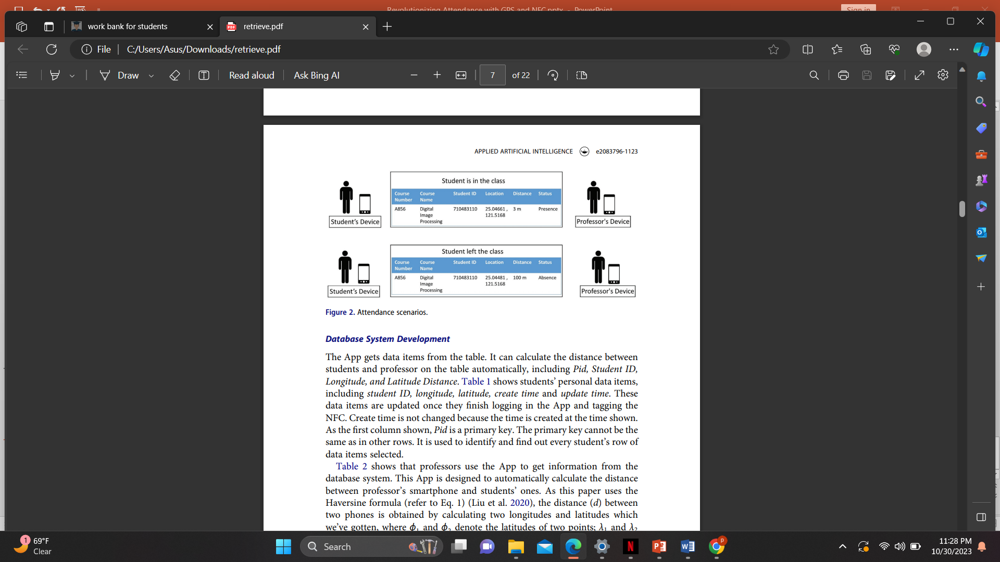 Revolutionizing Attendance with GPS and NFC.pptx - PowerPoint
Sign in
work bank for students
retrieve.pdf
File
C:/Users/Asus/Downloads/retrieve.pdf
Draw
Read aloud
Ask Bing AI
7
of 22
APPLIED ARTIFICIAL INTELLIGENCE
e2083796-1123
Student is in the class
Course Number
Course Name
Student ID
Location
Distance
Status
A856
Digital Image Processing
710483110
25.04661, 121.5168
3 m
Presence
Student's Device
Professor's Device
Student left the class
Course Number
Course Name
Student ID
Location
Distance
Status
A856
Digital Image Processing
710483110
25.04481, 121.5168
100 m
Absence
Student's Device
Professor's Device
Figure 2. Attendance scenarios.
Database System Development
The App gets data items from the table. It can calculate the distance between
students and professor on the table automatically, including Pid, Student ID,
Longitude, and Latitude Distance. Table 1 shows students' personal data items,
including student ID, longitude, latitude, create time and update time. These
data items are updated once they finish logging in the App and tagging the
NFC. Create time is not changed because the time is created at the time shown.
As the first column shown, Pid is a primary key. The primary key cannot be the
same as in other rows. It is used to identify and find out every student's row of
data items selected.
Table 2 shows that professors use the App to get information from the
database system. This App is designed to automatically calculate the distance
between professor's smartphone and students' ones. As this paper uses the
Haversine formula (refer to Eq. 1) (Liu et al. 2020), the distance (d) between
two phones is obtained by calculating two longitudes and latitudes which
we've gotten, where ϕ1 and ϕ2 denote the latitudes of two points; λ1 and λ2
1
69°F
Clear
Search
11:28 PM
10/30/2023